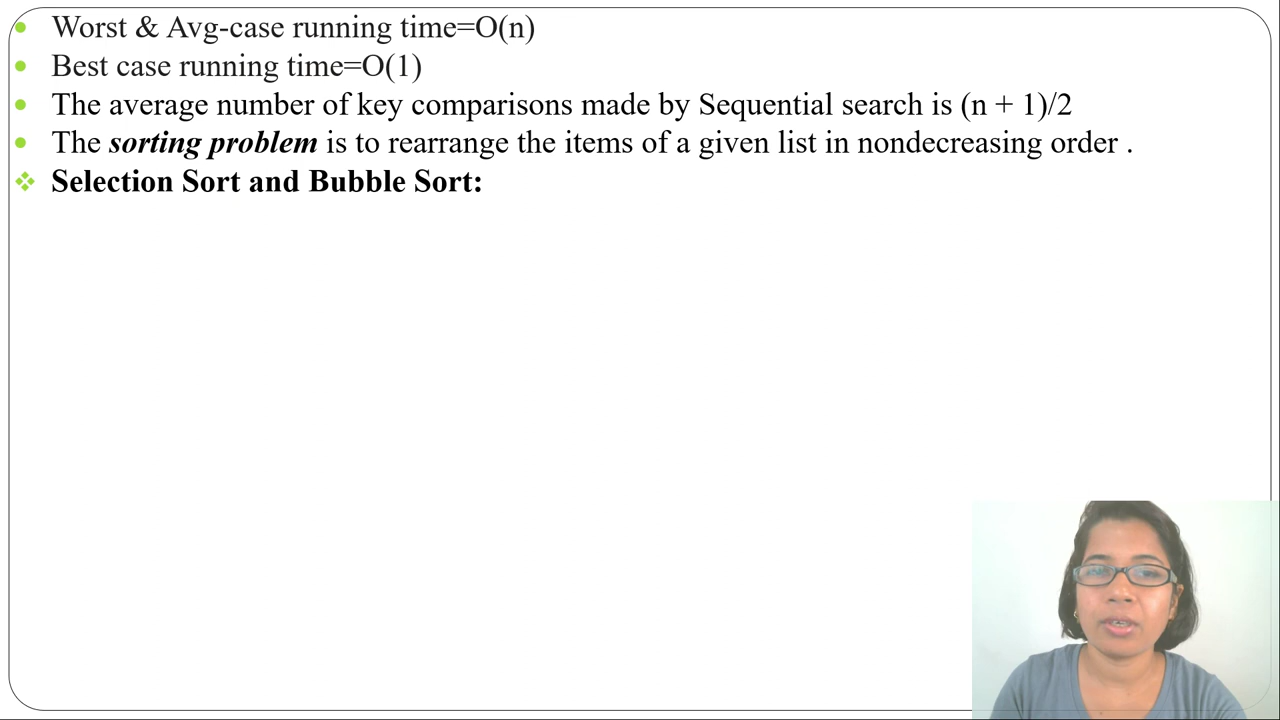 Worst & Avg-case running time=O(n)
Best case running time=O(1)
The average number of key comparisons made by Sequential search is (n + 1)/2
The sorting problem is to rearrange the items of a given list in nondecreasing order .
Selection Sort and Bubble Sort: